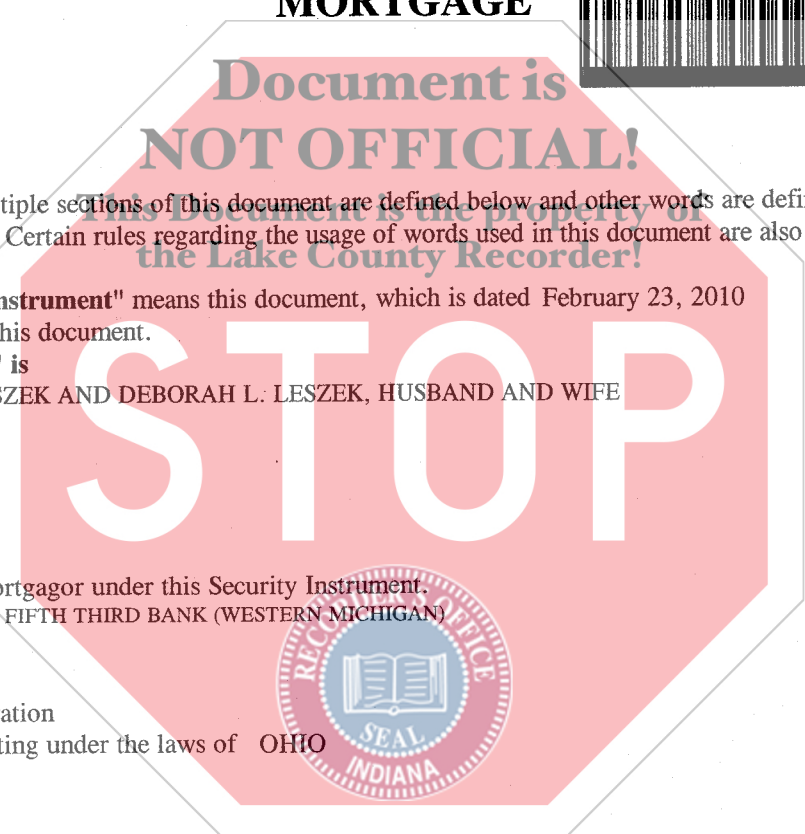 MORTGAGE
Document is
NOT OFFICIAL!
tiple sections of this document are defined below and other words are defi
This Document is the property of
Certain rules regarding the usage of words used in this document are also
the Lake County Recorder!
nstrument" means this document, which is dated February 23, 2010
his document.
" is
SZEK AND DEBORAH L. LESZEK, HUSBAND AND WIFE
STOP
ortgagor under this Security Instrument.
FIFTH THIRD BANK (WESTERN MICHIGAN)
RECORDER'S OFFICE
ation
ting under the laws of OHIO
SEAL
INDIANA